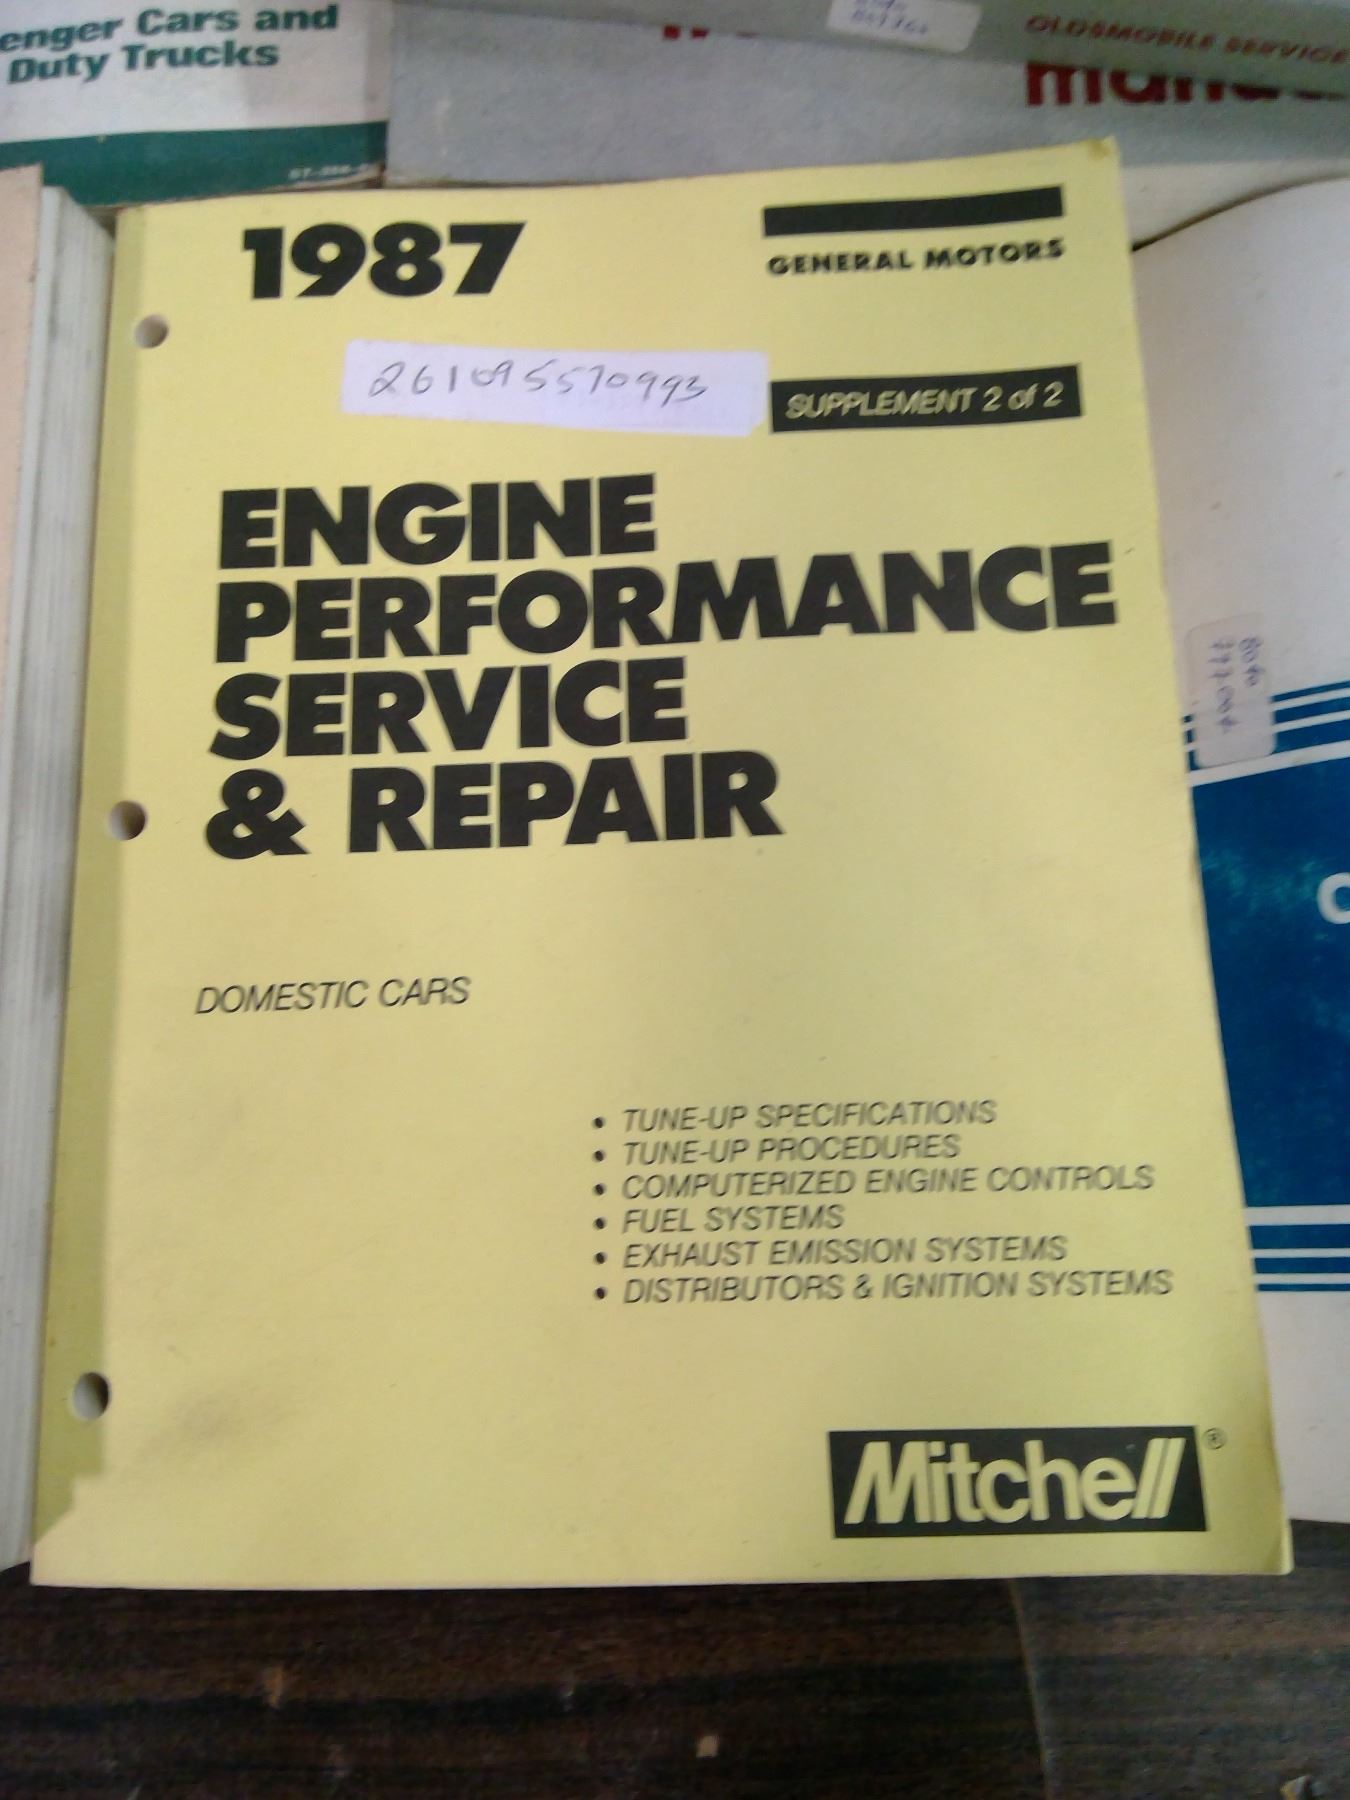 enger Cars and
Duty Trucks
OLDSMOBILE SERVICE
1987
GENERAL MOTORS
261095570993
SUPPLEMENT 2 of 2
ENGINE
PERFORMANCE
SERVICE
& REPAIR
DOMESTIC CARS
• TUNE-UP SPECIFICATIONS
• TUNE-UP PROCEDURES
• COMPUTERIZED ENGINE CONTROLS
• FUEL SYSTEMS
• EXHAUST EMISSION SYSTEMS
• DISTRIBUTORS & IGNITION SYSTEMS
Mitchell®